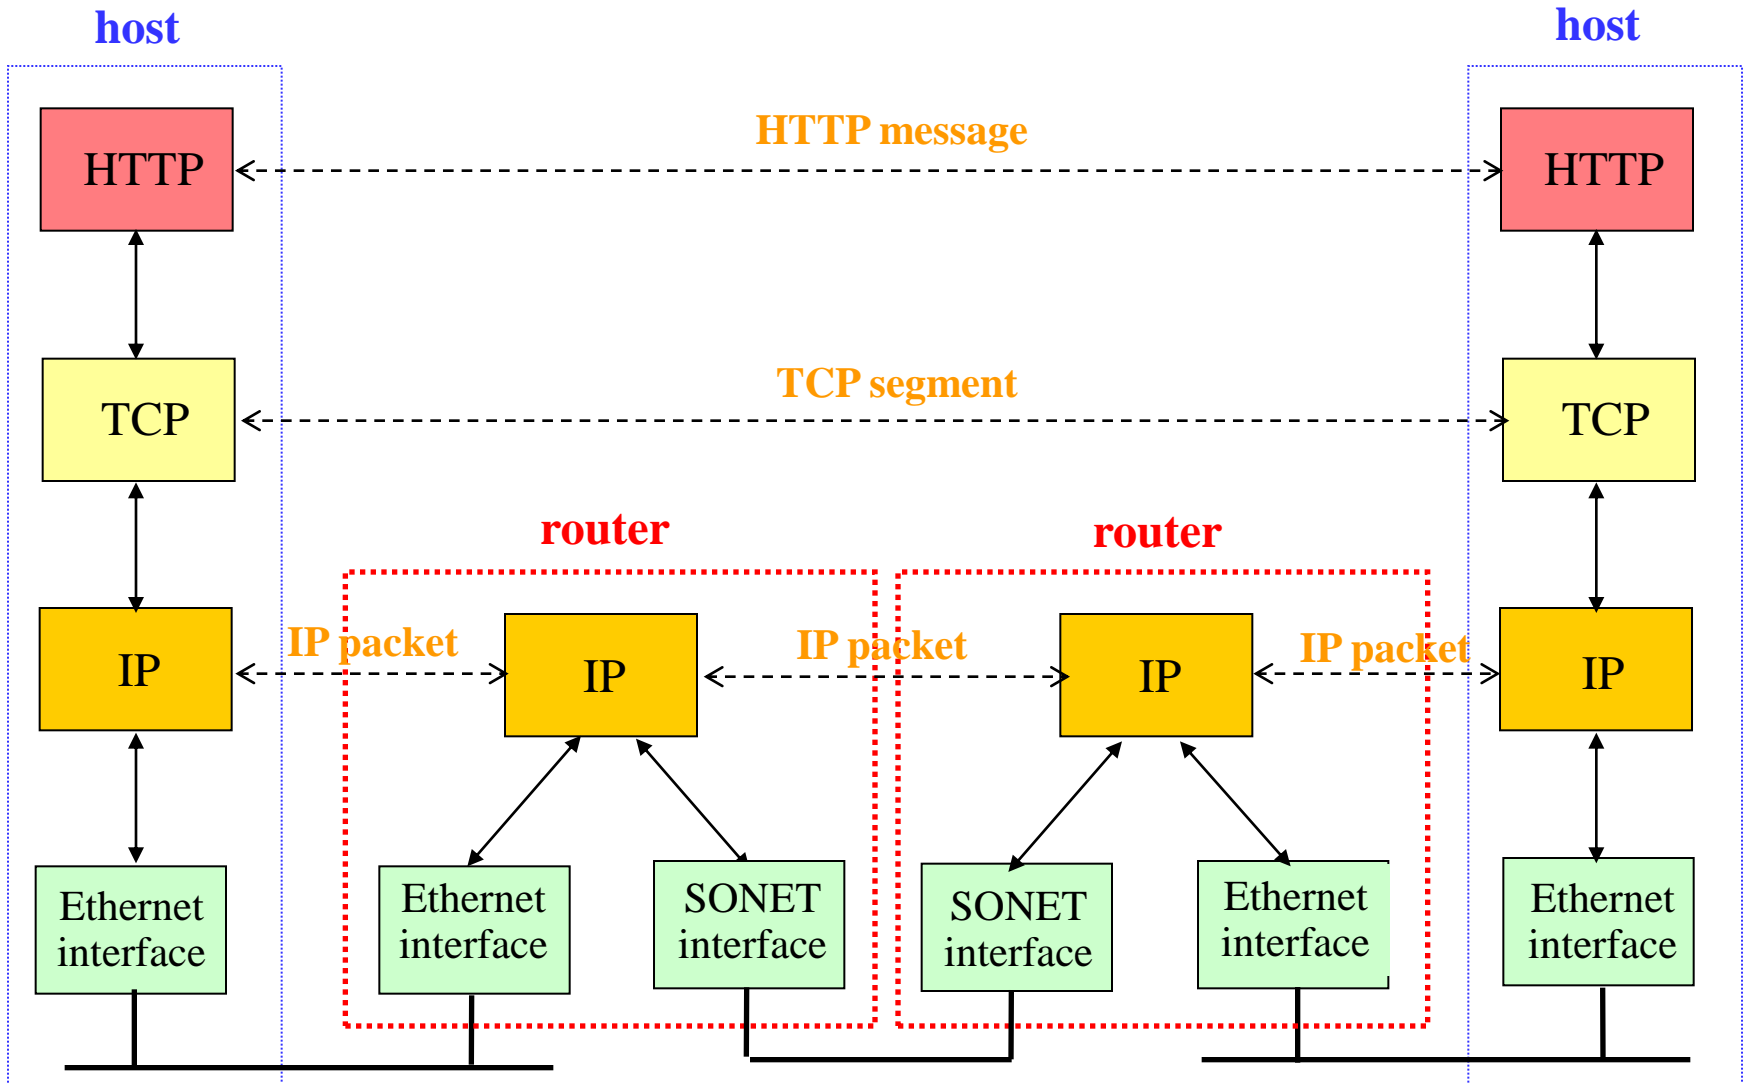 host
host
HTTP
HTTP message
HTTP
TCP
TCP segment
TCP
router
router
IP
IP packet
IP
IP packet
IP
IP packet
IP
Ethernet
interface
Ethernet
interface
SONET
interface
SONET
interface
Ethernet
interface
Ethernet
interface